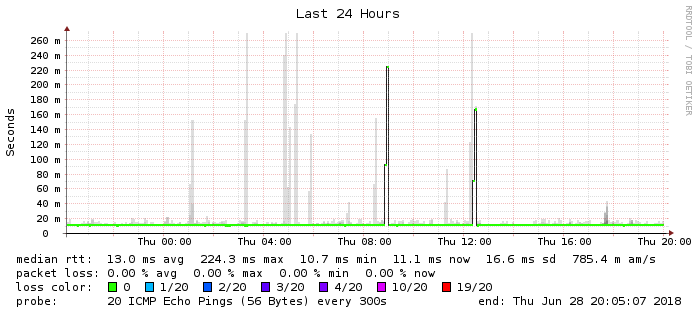 Last 24 Hours
RRDTOOL / TOBI OETIKER
Seconds
260 m
240 m
220 m
200 m
180 m
160 m
140 m
120 m
100 m
80 m
60 m
40 m
20 m
0
Thu 00:00 Thu 04:00 Thu 08:00 Thu 12:00 Thu 16:00 Thu 20:00
median rtt: 13.0 ms avg 224.3 ms max 10.7 ms min 11.1 ms now 16.6 ms sd 785.4 m am/s
packet loss: 0.00 % avg 0.00 % max 0.00 % min 0.00 % now
loss color: 0 1/20 2/20 3/20 4/20 10/20 19/20
probe: 20 ICMP Echo Pings (56 Bytes) every 300s end: Thu Jun 28 20:05:07 2018